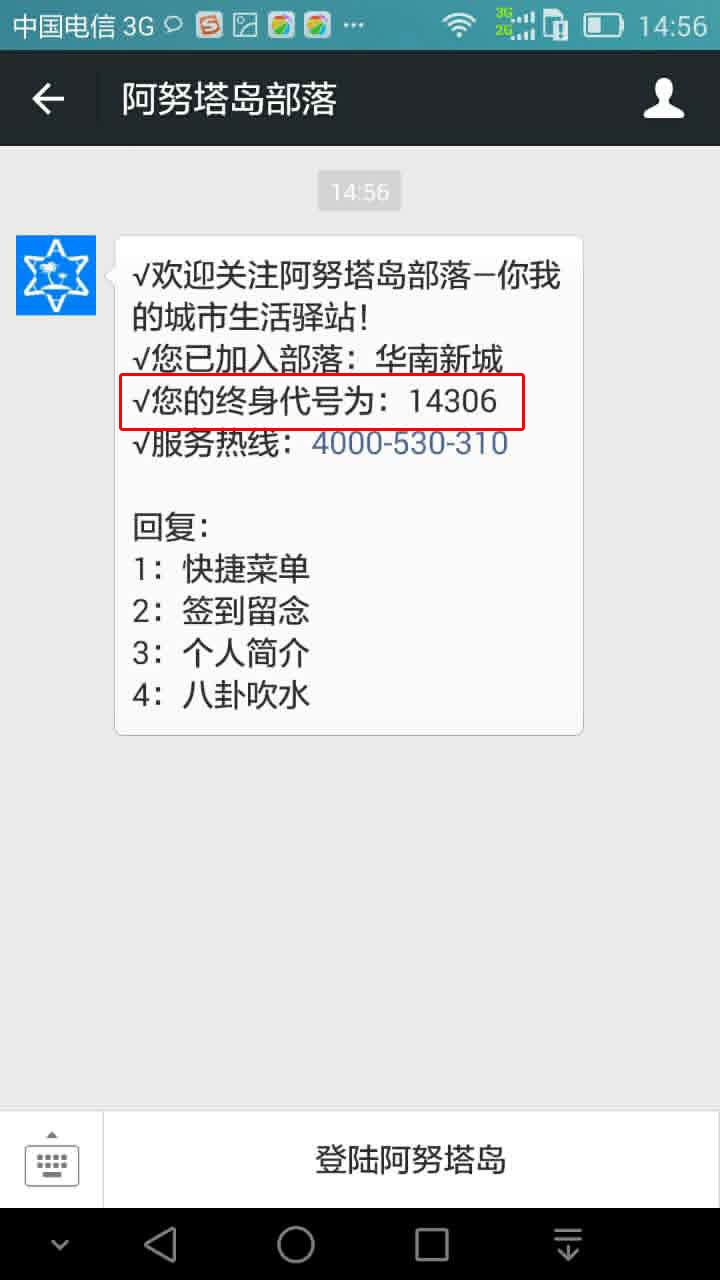 中国电信 3G 3G 2G 14:56
阿努塔岛部落
14:56
√欢迎关注阿努塔岛部落—你我
的城市生活驿站!
√您已加入部落：华南新城
√您的终身代号为：14306
√服务热线：4000-530-310
回复：
1：快捷菜单
2：签到留念
3：个人简介
4：八卦吹水
登陆阿努塔岛